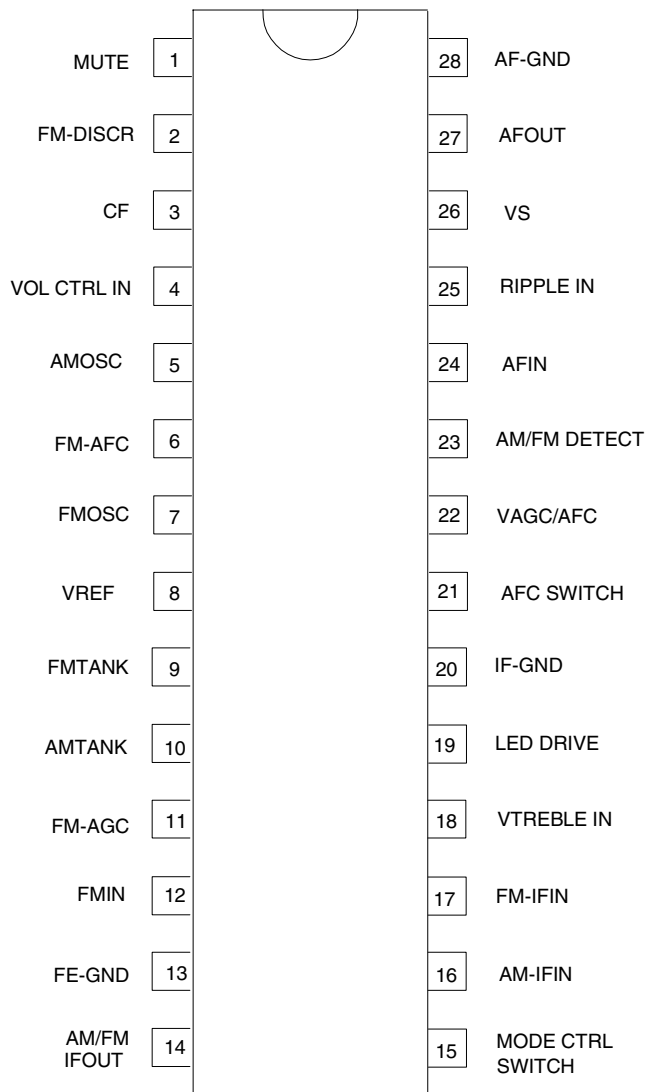 MUTE 1 28 AF-GND
FM-DISCR 2 27 AFOUT
CF 3 26 VS
VOL CTRL IN 4 25 RIPPLE IN
AMOSC 5 24 AFIN
FM-AFC 6 23 AM/FM DETECT
FMOSC 7 22 VAGC/AFC
VREF 8 21 AFC SWITCH
FMTANK 9 20 IF-GND
AMTANK 10 19 LED DRIVE
FM-AGC 11 18 VTREBLE IN
FMIN 12 17 FM-IFIN
FE-GND 13 16 AM-IFIN
AM/FM
IFOUT 14 15 MODE CTRL
SWITCH